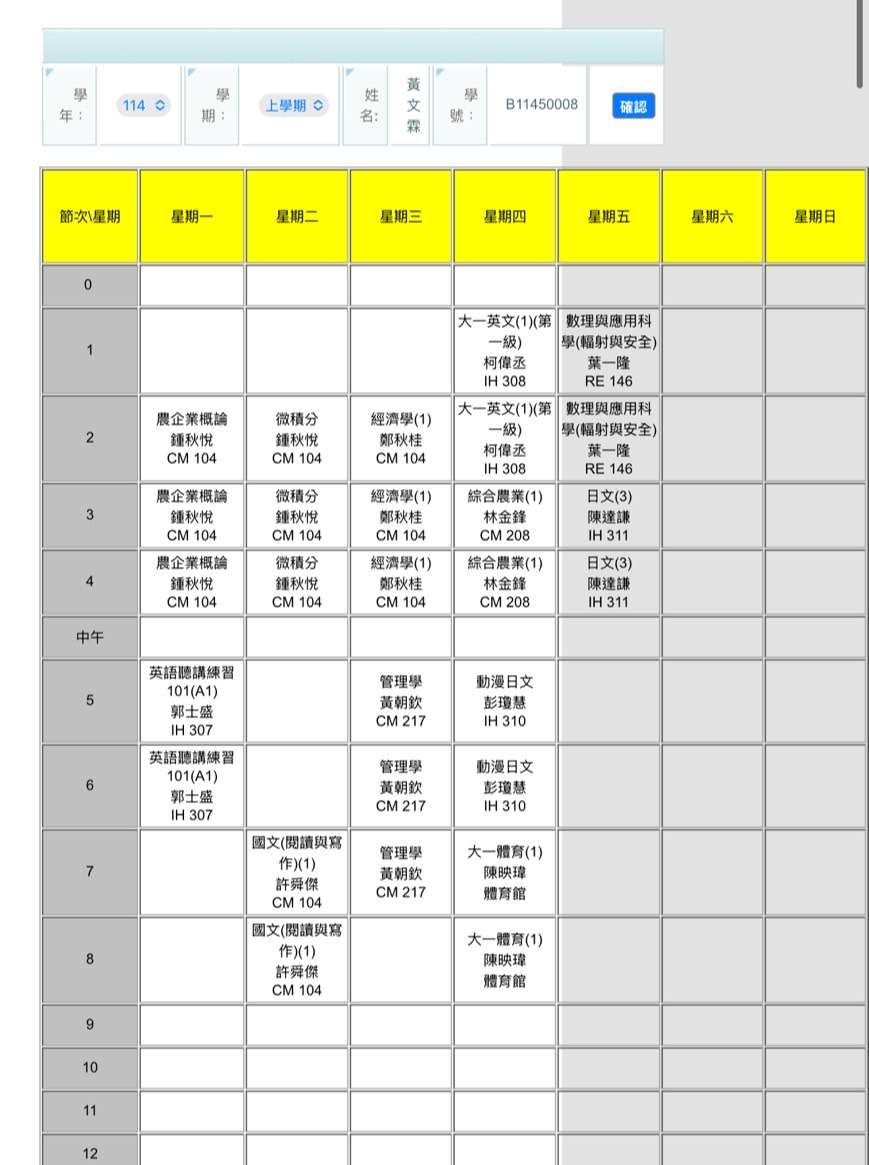 學年：
114
學期：
上學期
姓名:
黃文霖
學號：
B11450008
確認
節次\星期 星期一 星期二 星期三 星期四 星期五 星期六 星期日
0
1
大一英文(1)(第
一級)
柯偉丞
IH 308
數理與應用科
學(輻射與安全)
葉一隆
RE 146
2
農企業概論
鍾秋悅
CM 104
微積分
鍾秋悅
CM 104
經濟學(1)
鄭秋桂
CM 104
大一英文(1)(第
一級)
柯偉丞
IH 308
數理與應用科
學(輻射與安全)
葉一隆
RE 146
3
農企業概論
鍾秋悅
CM 104
微積分
鍾秋悅
CM 104
經濟學(1)
鄭秋桂
CM 104
綜合農業(1)
林金鋒
CM 208
日文(3)
陳達謙
IH 311
4
農企業概論
鍾秋悅
CM 104
微積分
鍾秋悅
CM 104
經濟學(1)
鄭秋桂
CM 104
綜合農業(1)
林金鋒
CM 208
日文(3)
陳達謙
IH 311
中午
5
英語聽講練習
101(A1)
郭士盛
IH 307
管理學
黃朝欽
CM 217
動漫日文
彭瓊慧
IH 310
6
英語聽講練習
101(A1)
郭士盛
IH 307
管理學
黃朝欽
CM 217
動漫日文
彭瓊慧
IH 310
7
國文(閱讀與寫
作)(1)
許舜傑
CM 104
管理學
黃朝欽
CM 217
大一體育(1)
陳映瑋
體育館
8
國文(閱讀與寫
作)(1)
許舜傑
CM 104
大一體育(1)
陳映瑋
體育館
9
10
11
12